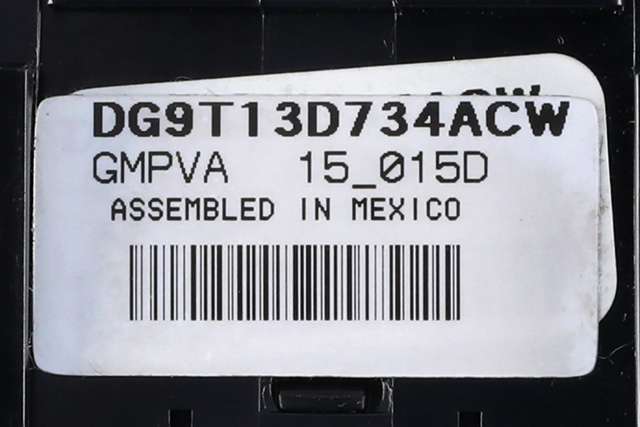 DG9T13D734ACW
GMPVA 15_015D
ASSEMBLED IN MEXICO